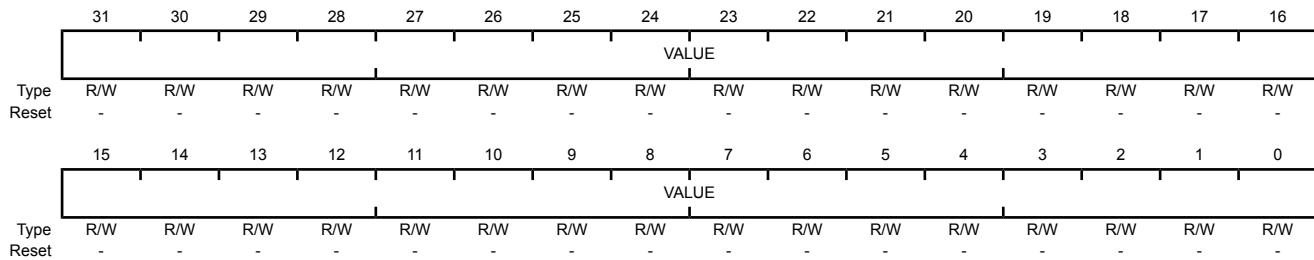 31 30 29 28 27 26 25 24 23 22 21 20 19 18 17 16
VALUE
Type R/W R/W R/W R/W R/W R/W R/W R/W R/W R/W R/W R/W R/W R/W R/W R/W
Reset - - - - - - - - - - - - - - - -
15 14 13 12 11 10 9 8 7 6 5 4 3 2 1 0
VALUE
Type R/W R/W R/W R/W R/W R/W R/W R/W R/W R/W R/W R/W R/W R/W R/W R/W
Reset - - - - - - - - - - - - - - - -